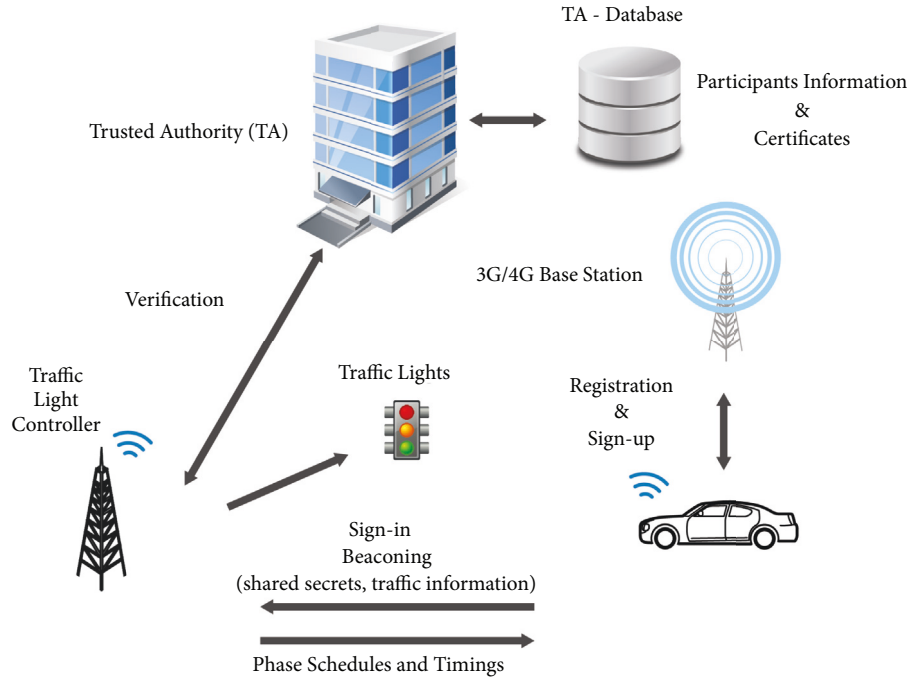 TA - Database
Participants Information
&
Certificates
Trusted Authority (TA)
3G/4G Base Station
Verification
Traffic Lights
Registration
&
Sign-up
Traffic
Light
Controller
Sign-in
Beaconing
(shared secrets, traffic information)
Phase Schedules and Timings